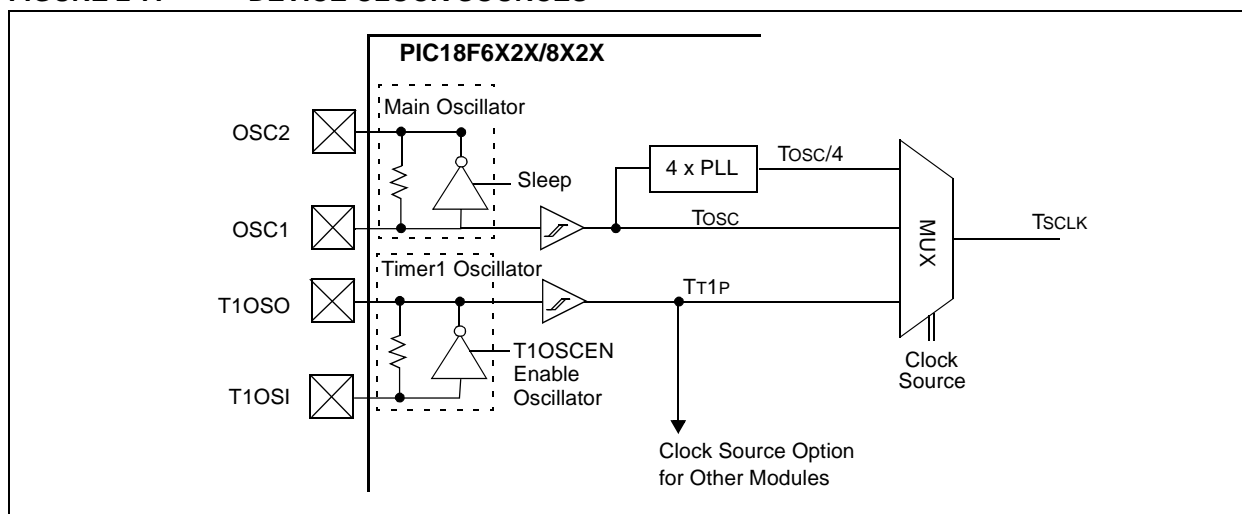 PIC18F6X2X/8X2X
Main Oscillator
OSC2
Sleep
4 x PLL
TOSC/4
OSC1
TOSC
MUX
TSCLK
Timer1 Oscillator
T1OSO
TT1P
T1OSCEN
Enable
Oscillator
T1OSI
Clock
Source
Clock Source Option
for Other Modules